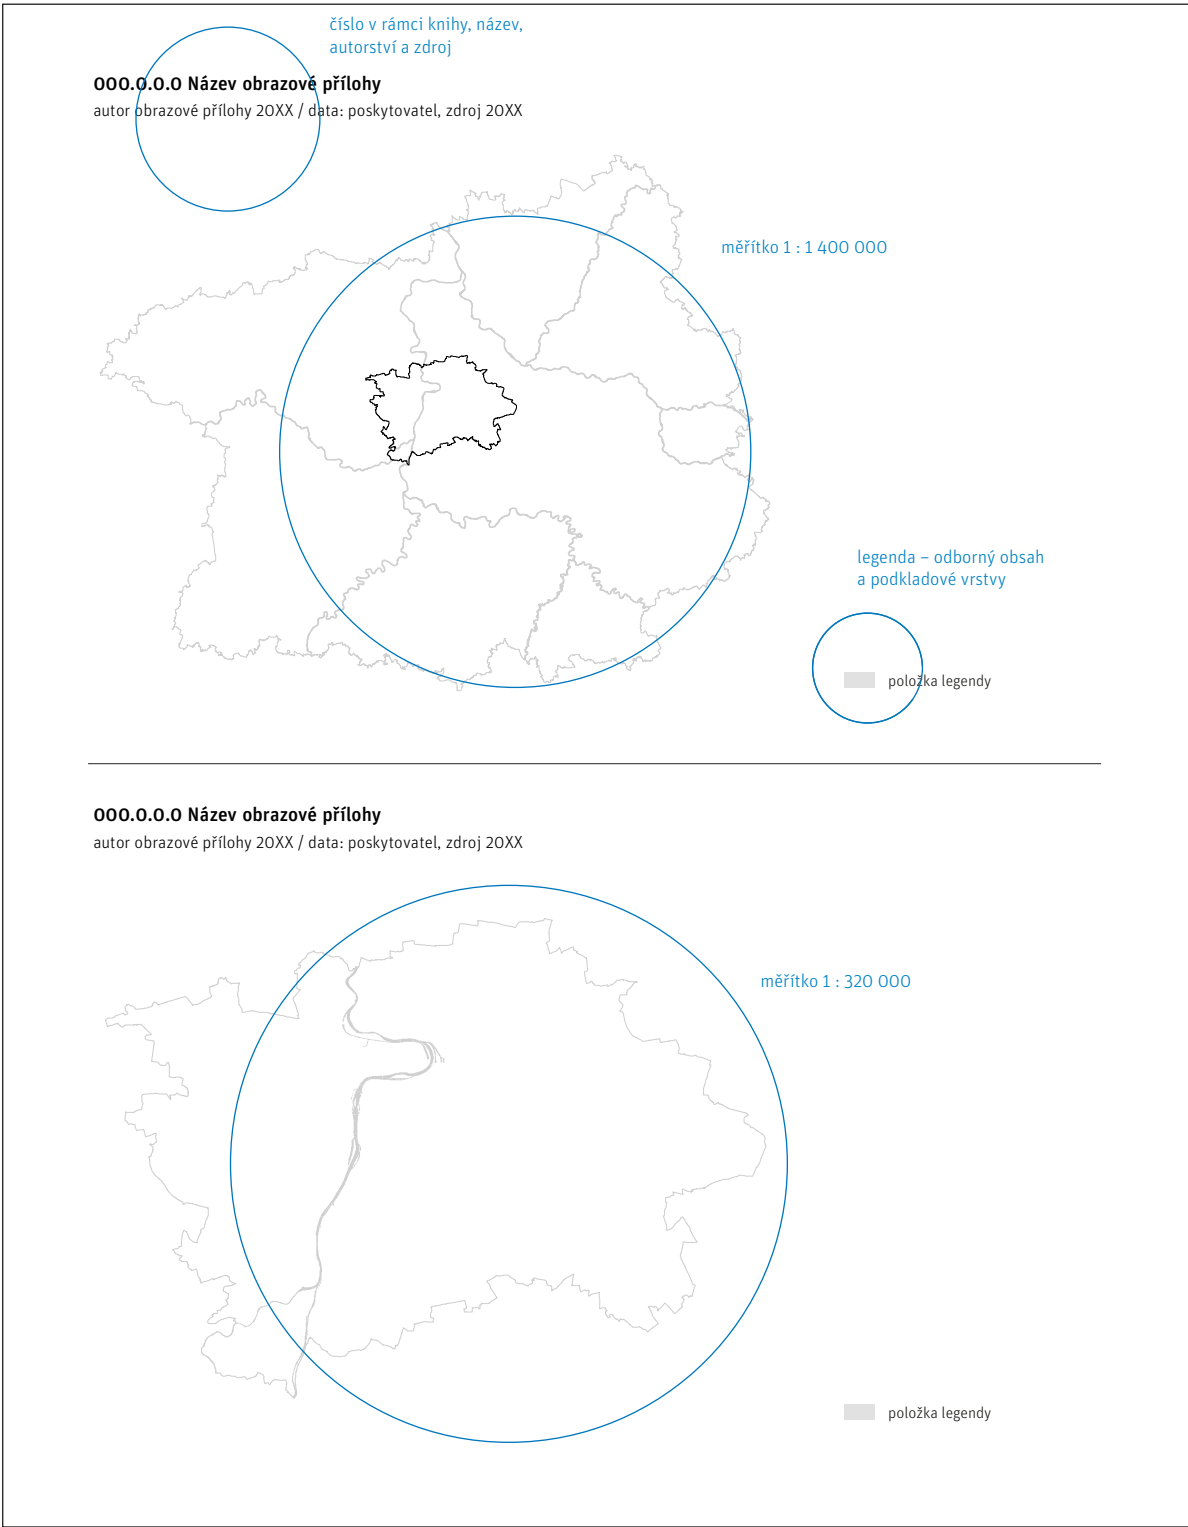 číslo v rámci knihy, název,
autorství a zdroj
000.0.0.0 Název obrazové přílohy
autor obrazové přílohy 20XX / data: poskytovatel, zdroj 20XX
měřítko 1 : 1 400 000
legenda – odborný obsah
a podkladové vrstvy
položka legendy
000.0.0.0 Název obrazové přílohy
autor obrazové přílohy 20XX / data: poskytovatel, zdroj 20XX
měřítko 1 : 320 000
položka legendy